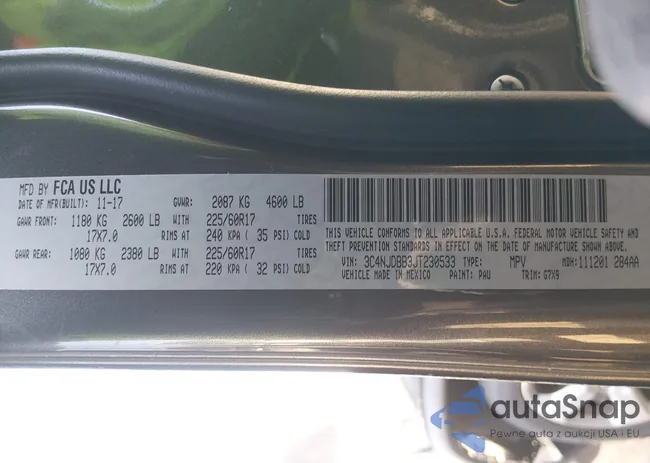 MFD BY FCA US LLC
DATE OF MFR(BUILT): 11-17 GVWR: 2087 KG 4600 LB
GAWR FRONT: 1180 KG 2600 LB WITH 225/60R17 TIRES
17X7.0 RIMS AT 240 KPA ( 35 PSI) COLD
GAWR REAR: 1080 KG 2380 LB WITH 225/60R17 TIRES
17X7.0 RIMS AT 220 KPA ( 32 PSI) COLD
THIS VEHICLE CONFORMS TO ALL APPLICABLE U.S.A. FEDERAL MOTOR VEHICLE SAFETY AND
THEFT PREVENTION STANDARDS IN EFFECT ON THE DATE OF MANUFACTURE SHOWN ABOVE.
VIN: 3C4NJDBB3JT230533 TYPE: MPV MDH: 111201 284AA
VEHICLE MADE IN MEXICO PAINT: PAU TRIM: G7X9
autoSnap
Pewne auta z aukcji USA i EU